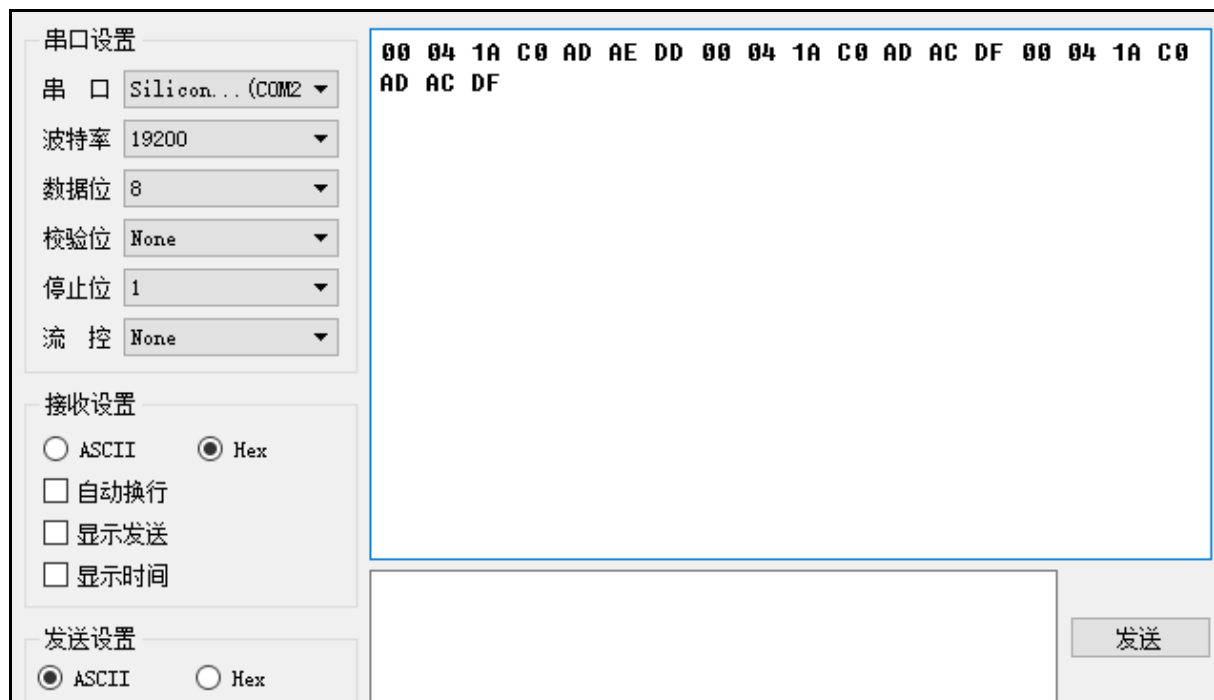 串口设置
串 口 Silicon...(COM2
波特率 19200
数据位 8
校验位 None
停止位 1
流 控 None
接收设置
ASCII Hex
自动换行
显示发送
显示时间
发送设置
ASCII Hex
00 04 1A C0 AD AE DD 00 04 1A C0 AD AC DF 00 04 1A C0
AD AC DF
发送